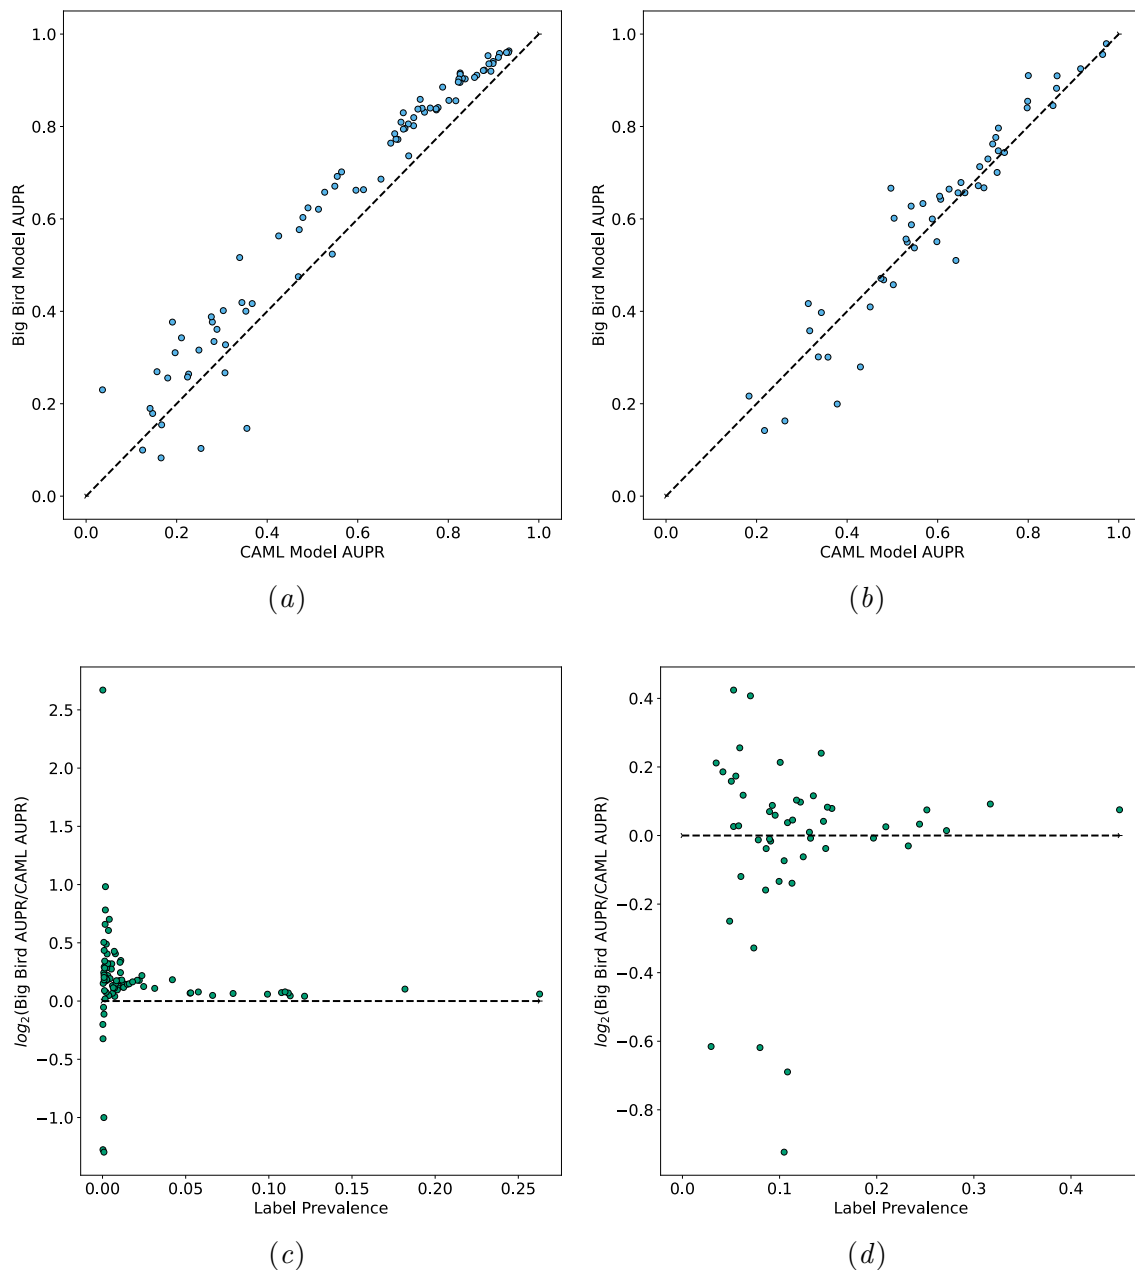 1.0
0.8
0.6
0.4
0.2
0.0
Big Bird Model AUPR
0.0 0.2 0.4 0.6 0.8 1.0
CAML Model AUPR
(a)
1.0
0.8
0.6
0.4
0.2
0.0
Big Bird Model AUPR
0.0 0.2 0.4 0.6 0.8 1.0
CAML Model AUPR
(b)
2.5
2.0
1.5
1.0
0.5
0.0
−0.5
−1.0
log₂(Big Bird AUPR/CAML AUPR)
0.00 0.05 0.10 0.15 0.20 0.25
Label Prevalence
(c)
0.4
0.2
0.0
−0.2
−0.4
−0.6
−0.8
log₂(Big Bird AUPR/CAML AUPR)
0.0 0.1 0.2 0.3 0.4
Label Prevalence
(d)